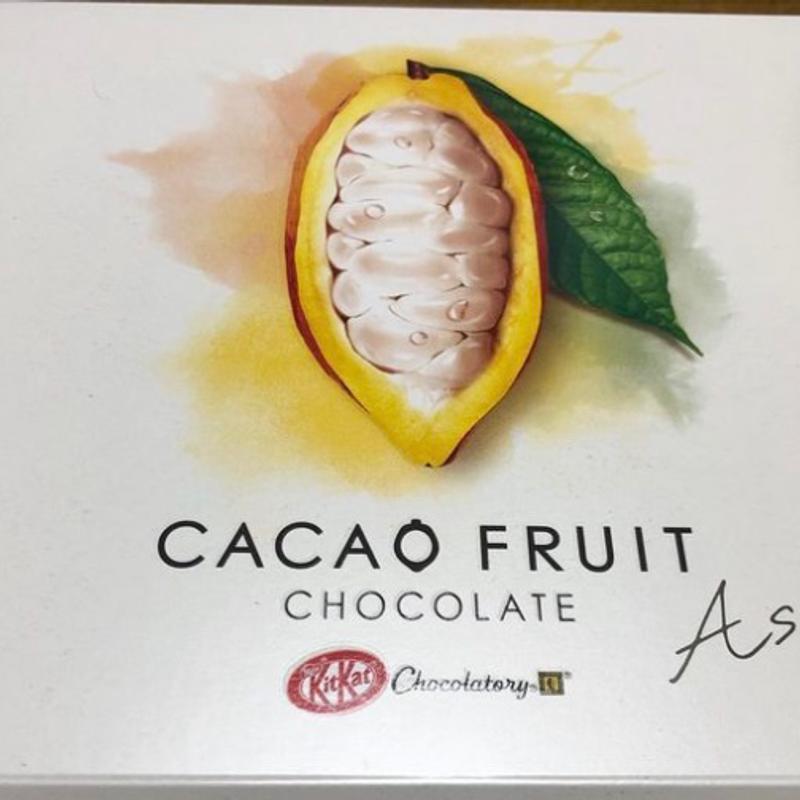 CACAO FRUIT
CHOCOLATE
As
KitKat Chocolatory